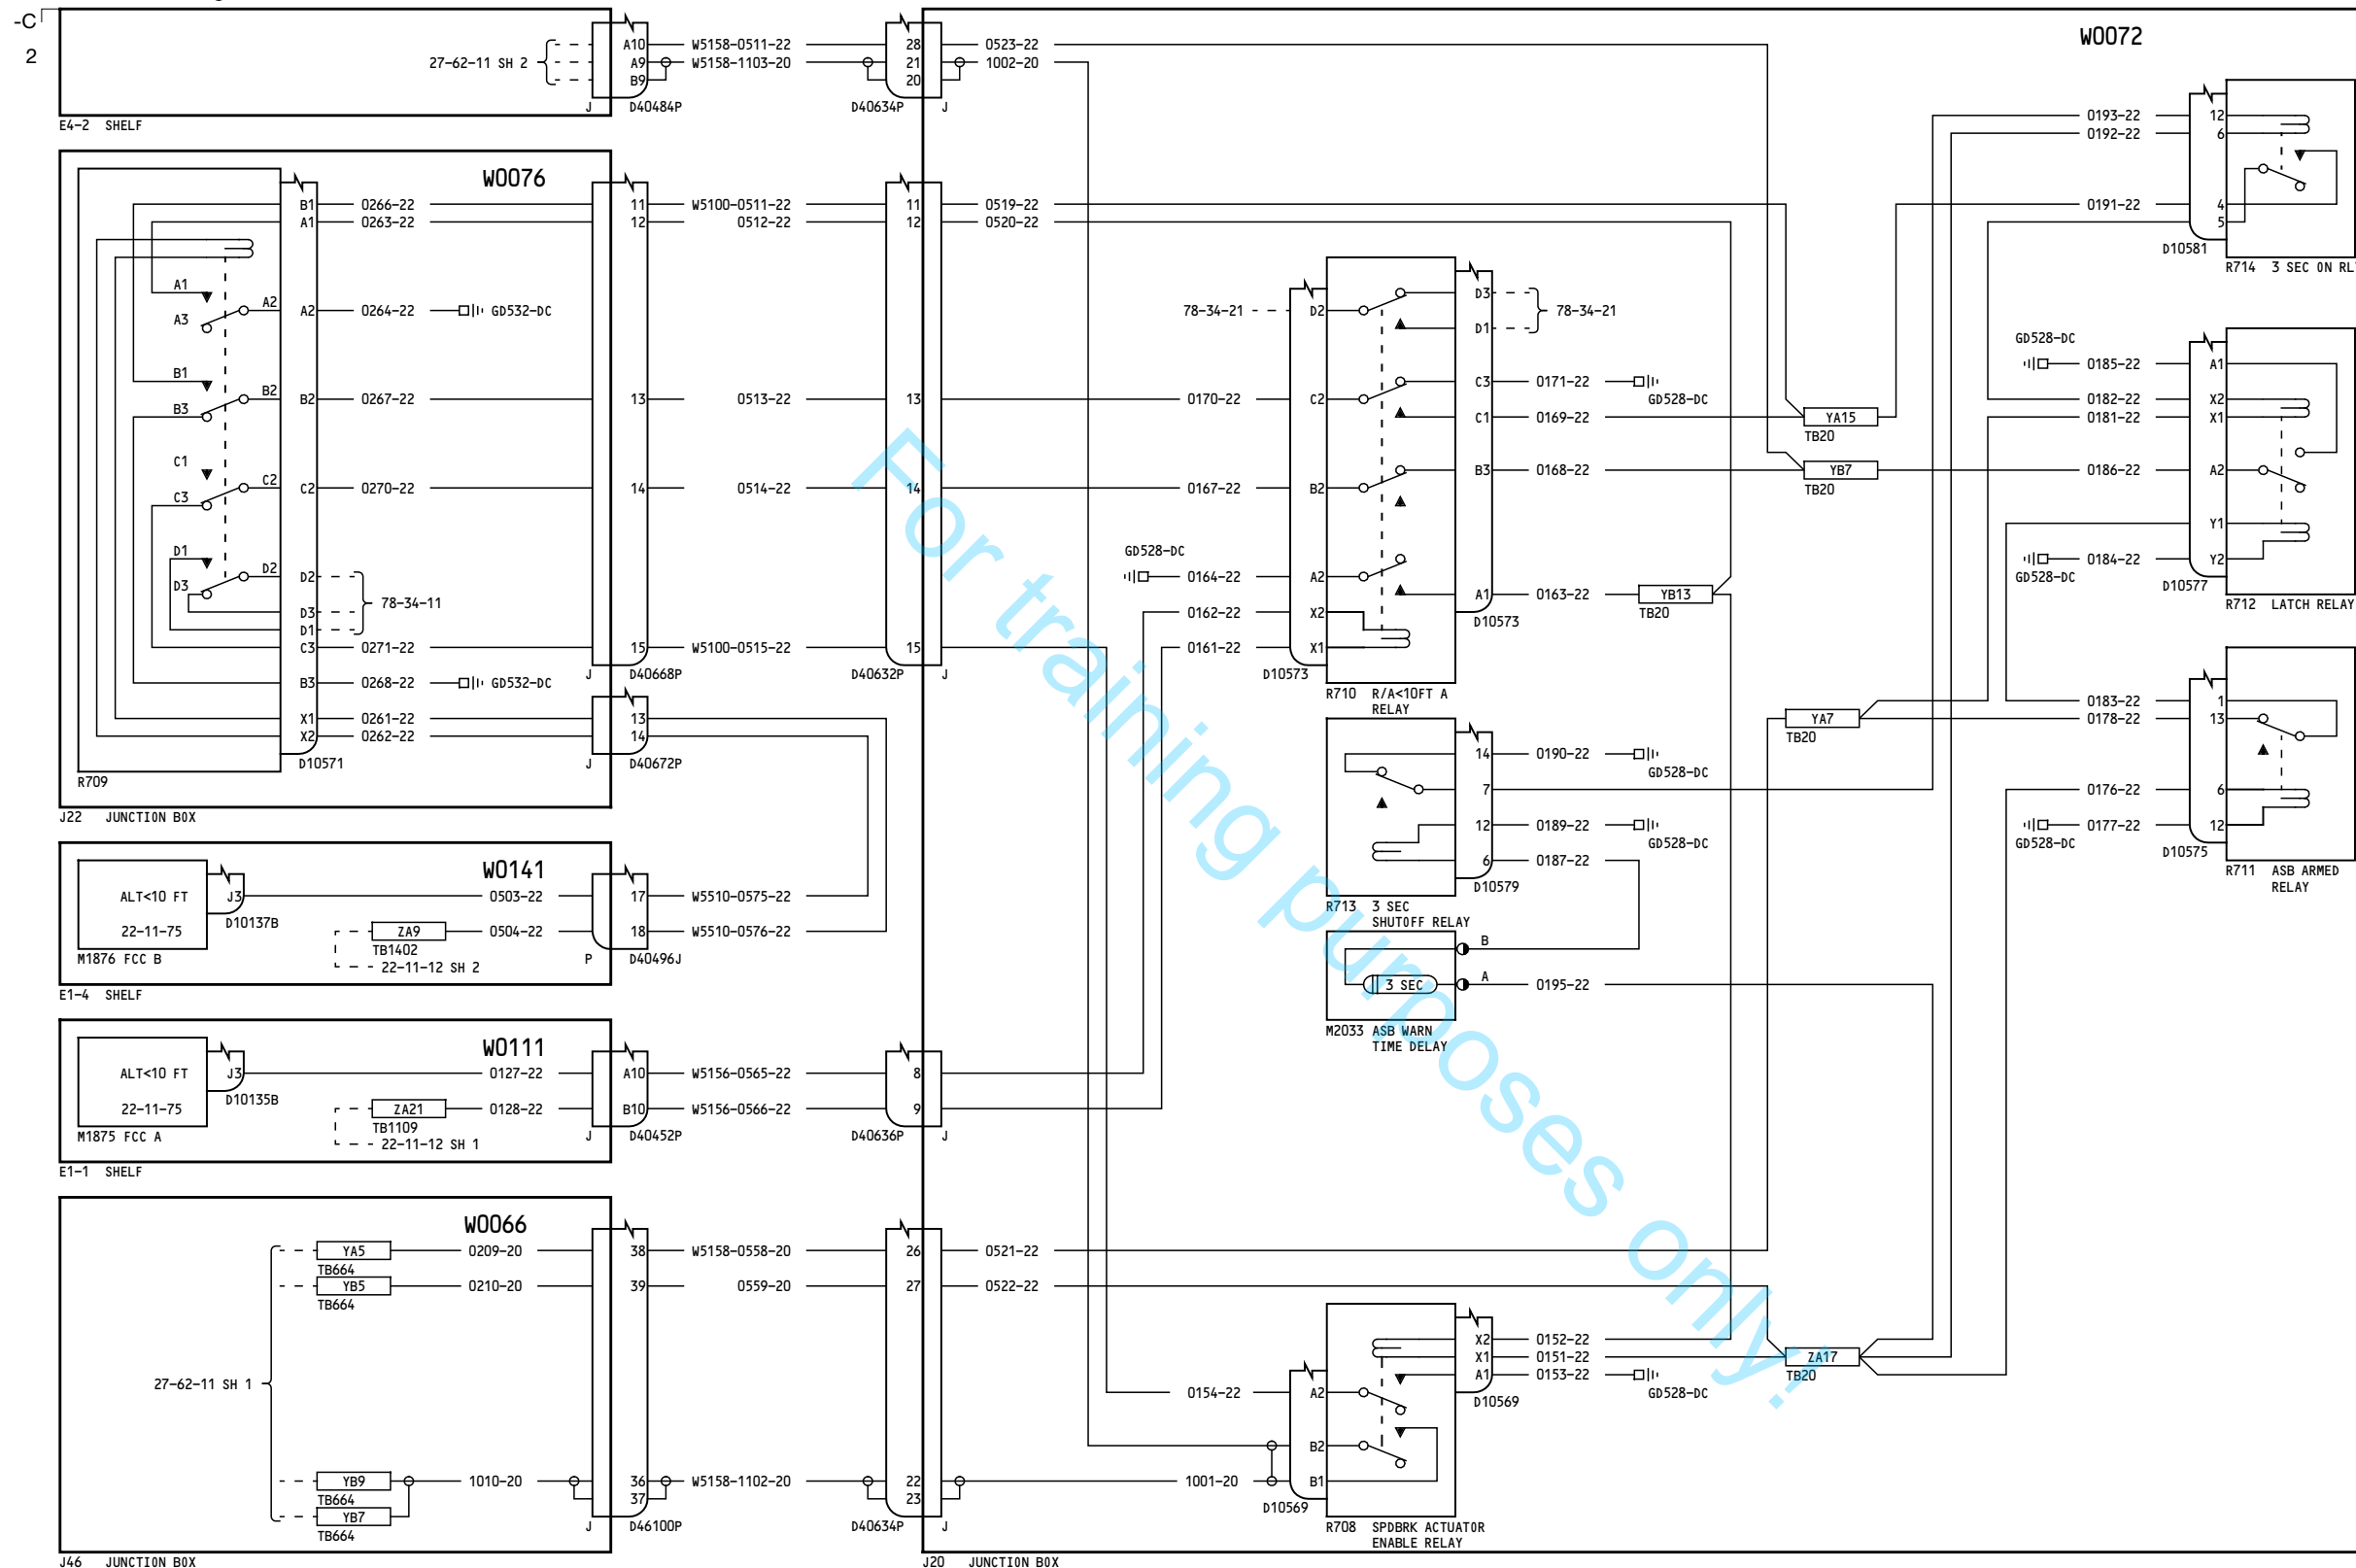 -C
2
27-62-11 SH 2
A10
A9
B9
W5158-0511-22
W5158-1103-20
28
21
20
0523-22
1002-20
J
D40484P
D40634P
J
E4-2 SHELF
W0072
W0076
B1
A1
0266-22
0263-22
11
12
W5100-0511-22
0512-22
11
12
0519-22
0520-22
A1
A3
A2
A2
0264-22
GD532-DC
B1
B3
B2
B2
0267-22
13
0513-22
13
0170-22
C1
C3
C2
C2
0270-22
14
0514-22
14
0167-22
D1
D3
D2
D2
D3
D1
78-34-11
C3
0271-22
15
W5100-0515-22
15
B3
0268-22
GD532-DC
J
D40668P
D40632P
J
X1
X2
0261-22
0262-22
13
14
D10571
J
D40672P
R709
J22 JUNCTION BOX
W0141
ALT<10 FT
22-11-75
J3
D10137B
0503-22
17
W5510-0575-22
ZA9
TB1402
0504-22
18
W5510-0576-22
22-11-12 SH 2
M1876 FCC B
P
D40496J
E1-4 SHELF
W0111
ALT<10 FT
22-11-75
J3
D10135B
0127-22
A10
W5156-0565-22
8
ZA21
TB1109
0128-22
B10
W5156-0566-22
9
22-11-12 SH 1
M1875 FCC A
J
D40452P
D40636P
J
E1-1 SHELF
W0066
YA5
TB664
0209-20
38
W5158-0558-20
26
0521-22
YB5
TB664
0210-20
39
0559-20
27
0522-22
27-62-11 SH 1
YB9
TB664
YB7
TB664
1010-20
36
37
W5158-1102-20
22
23
1001-20
J
D46100P
D40634P
J
J46 JUNCTION BOX
J20 JUNCTION BOX
78-34-21
D2
D3
D1
78-34-21
C2
C3
0171-22
GD528-DC
C1
0169-22
B2
B3
0168-22
GD528-DC
0164-22
A2
A1
0163-22
0162-22
X2
0161-22
X1
D10573
D10573
R710 R/A<10FT A
RELAY
YB13
TB20
YA15
TB20
YB7
TB20
14
0190-22
GD528-DC
7
12
0189-22
GD528-DC
6
0187-22
D10579
R713 3 SEC
SHUTOFF RELAY
B
3 SEC
A
0195-22
M2033 ASB WARN
TIME DELAY
YA7
TB20
X2
X1
A1
0152-22
0151-22
0153-22
GD528-DC
D10569
0154-22
A2
B2
B1
D10569
R708 SPDBRK ACTUATOR
ENABLE RELAY
ZA17
TB20
0193-22
0192-22
12
6
0191-22
4
5
D10581
R714 3 SEC ON RL
GD528-DC
0185-22
A1
0182-22
0181-22
X2
X1
0186-22
A2
Y1
GD528-DC
0184-22
Y2
D10577
R712 LATCH RELAY
0183-22
0178-22
1
13
0176-22
6
GD528-DC
0177-22
12
D10575
R711 ASB ARMED
RELAY
For training purposes only!